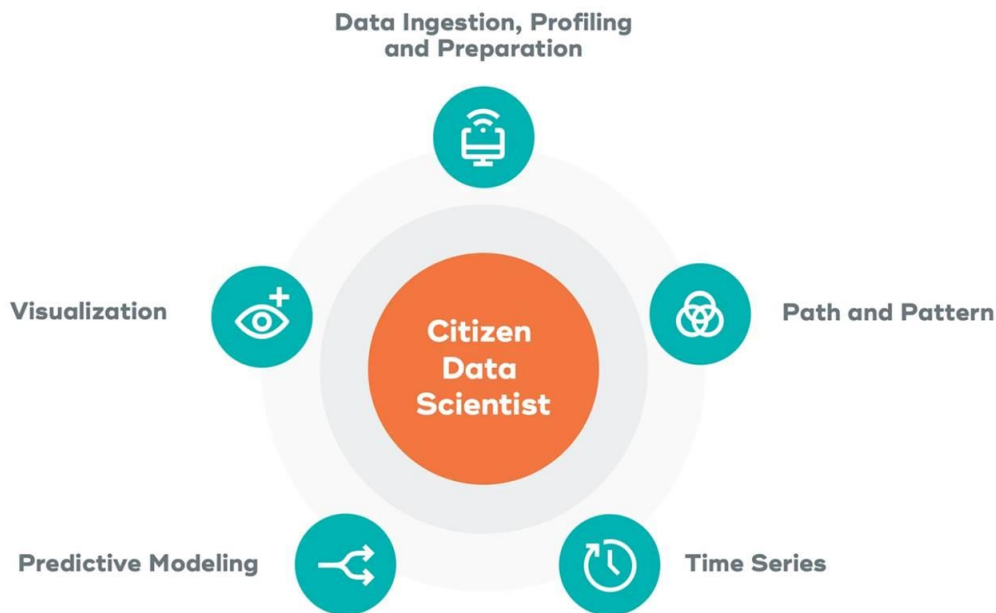 Data Ingestion, Profiling
and Preparation
Visualization
Citizen
Data
Scientist
Path and Pattern
Predictive Modeling
Time Series